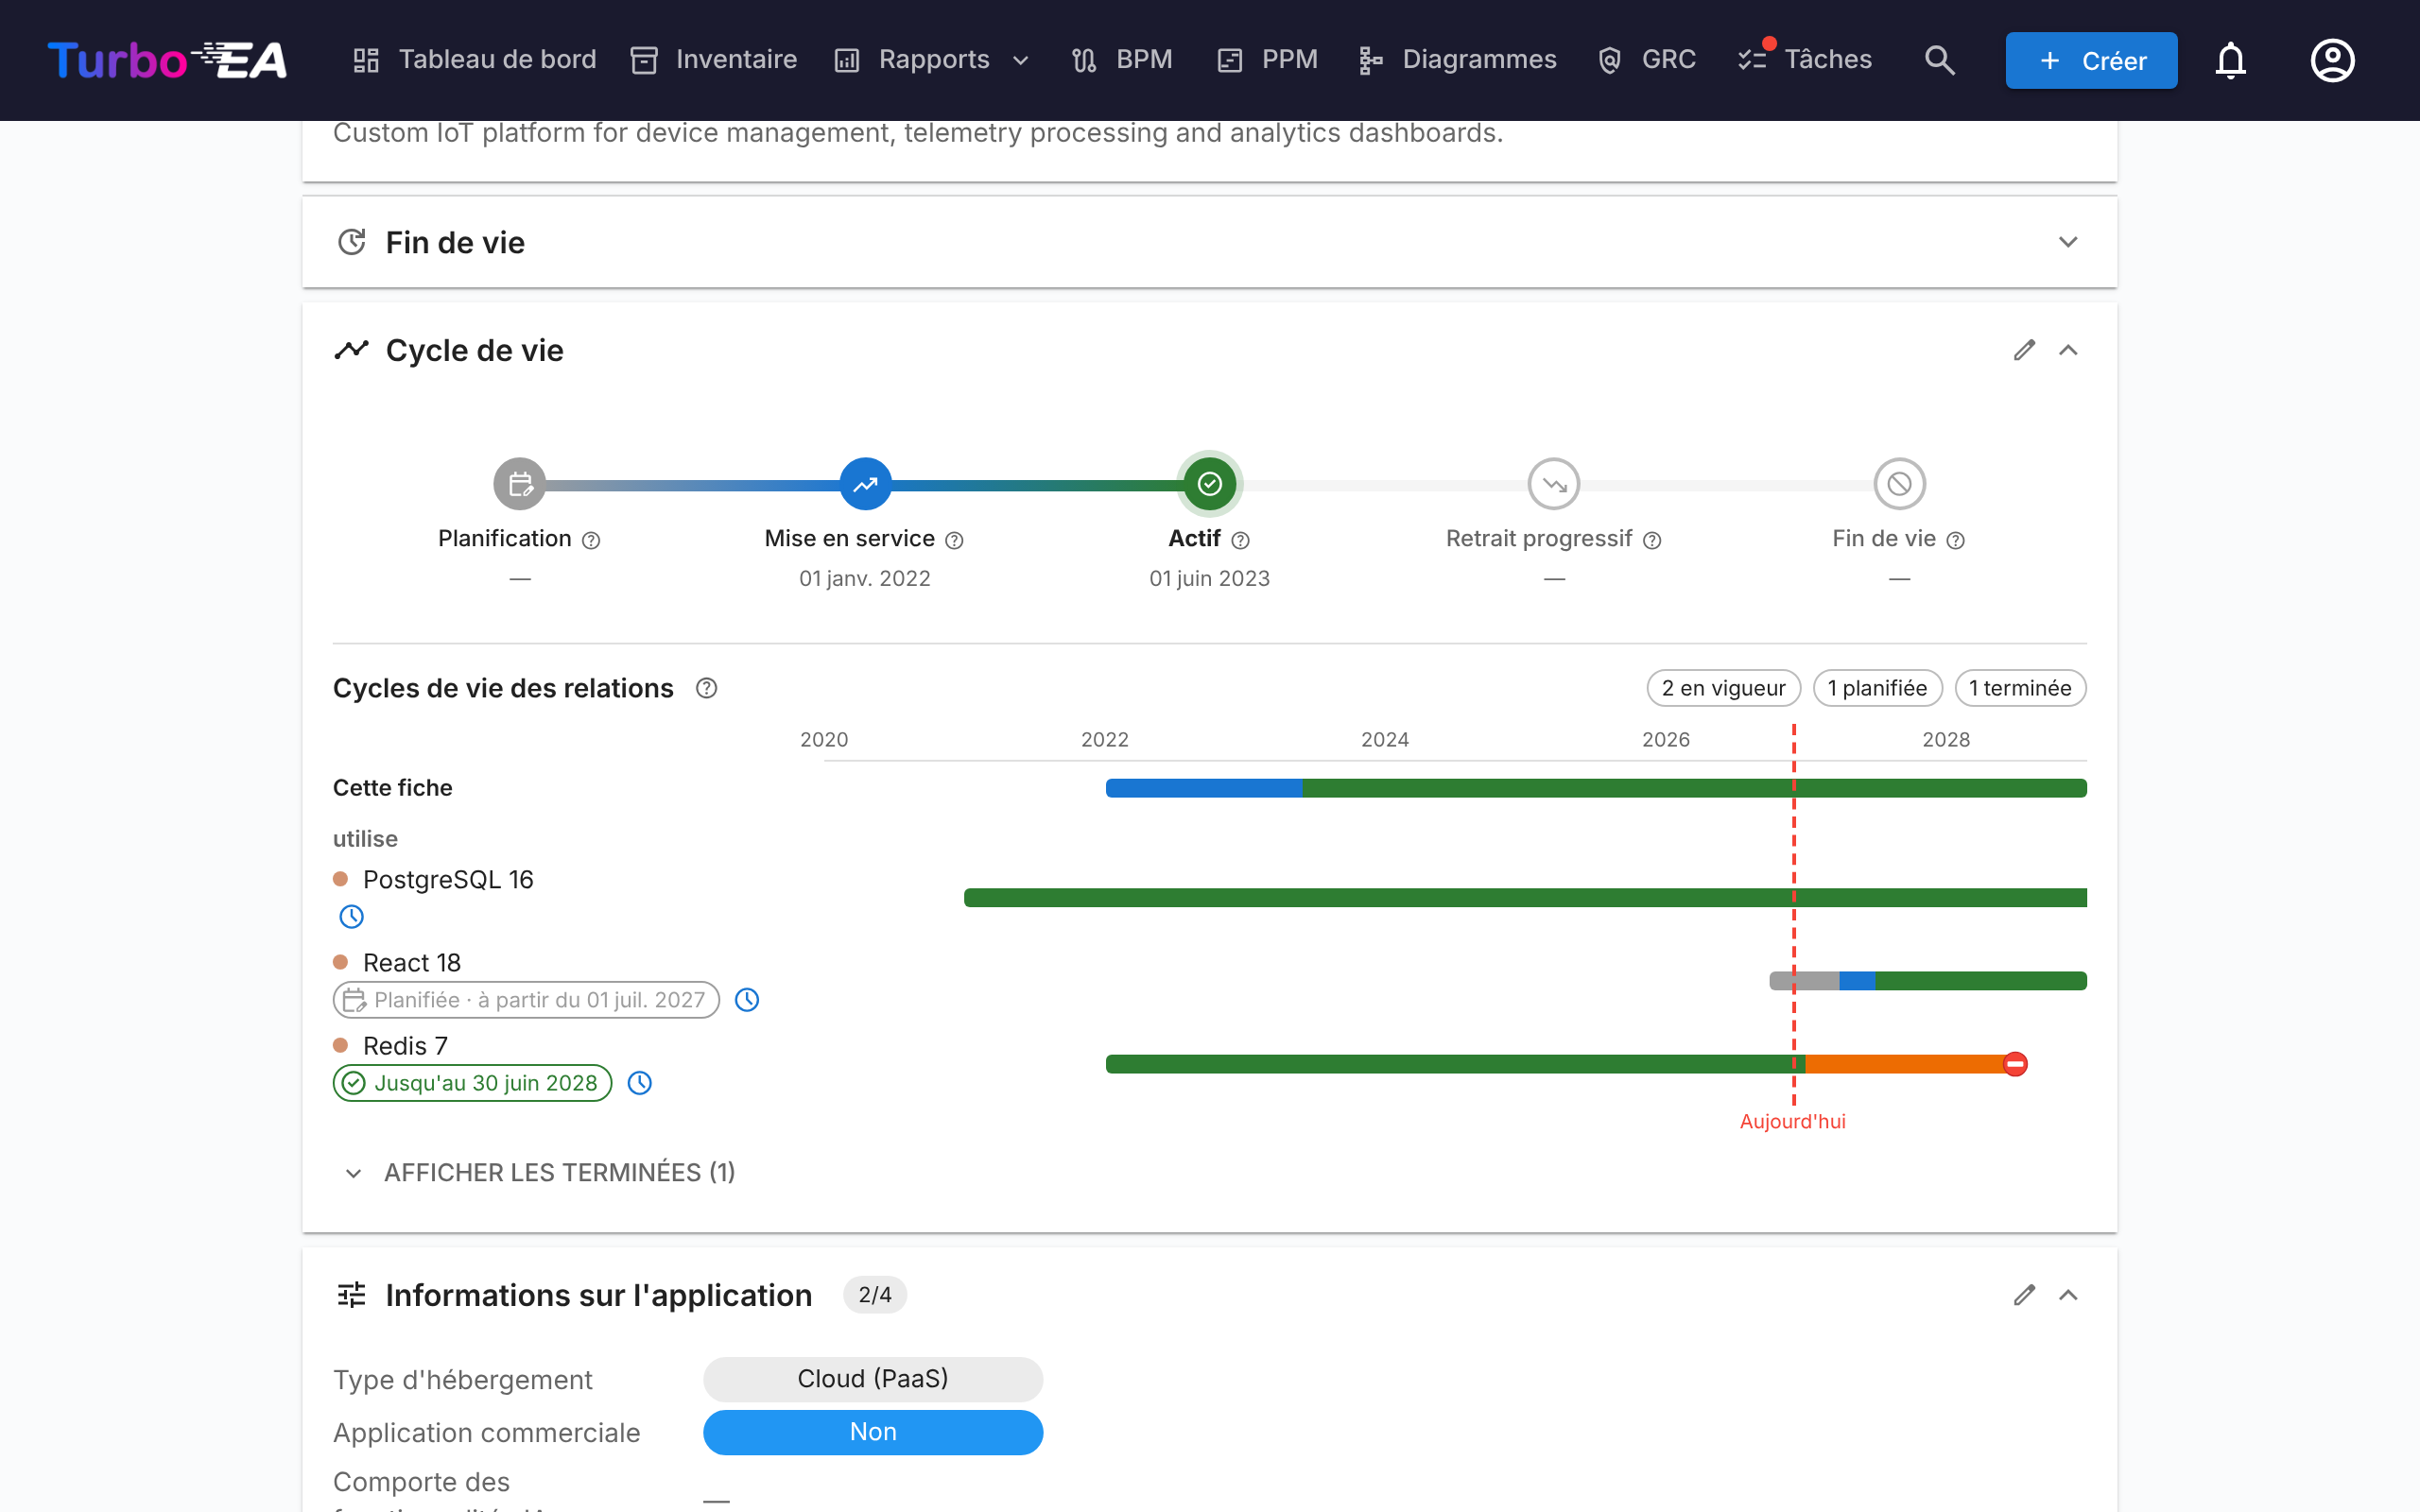 Turbo EA
Tableau de bord
Inventaire
Rapports
BPM
PPM
Diagrammes
GRC
Tâches
+ Créer
Custom IoT platform for device management, telemetry processing and analytics dashboards.
Fin de vie
Cycle de vie
Planification
Mise en service
Actif
Retrait progressif
Fin de vie
—
01 janv. 2022
01 juin 2023
—
—
Cycles de vie des relations
2 en vigueur
1 planifiée
1 terminée
2020
2022
2024
2026
2028
Cette fiche
utilise
PostgreSQL 16
React 18
Planifiée · à partir du 01 juil. 2027
Redis 7
Jusqu'au 30 juin 2028
Aujourd'hui
AFFICHER LES TERMINÉES (1)
Informations sur l'application
2/4
Type d'hébergement
Cloud (PaaS)
Application commerciale
Non
Comporte des
—